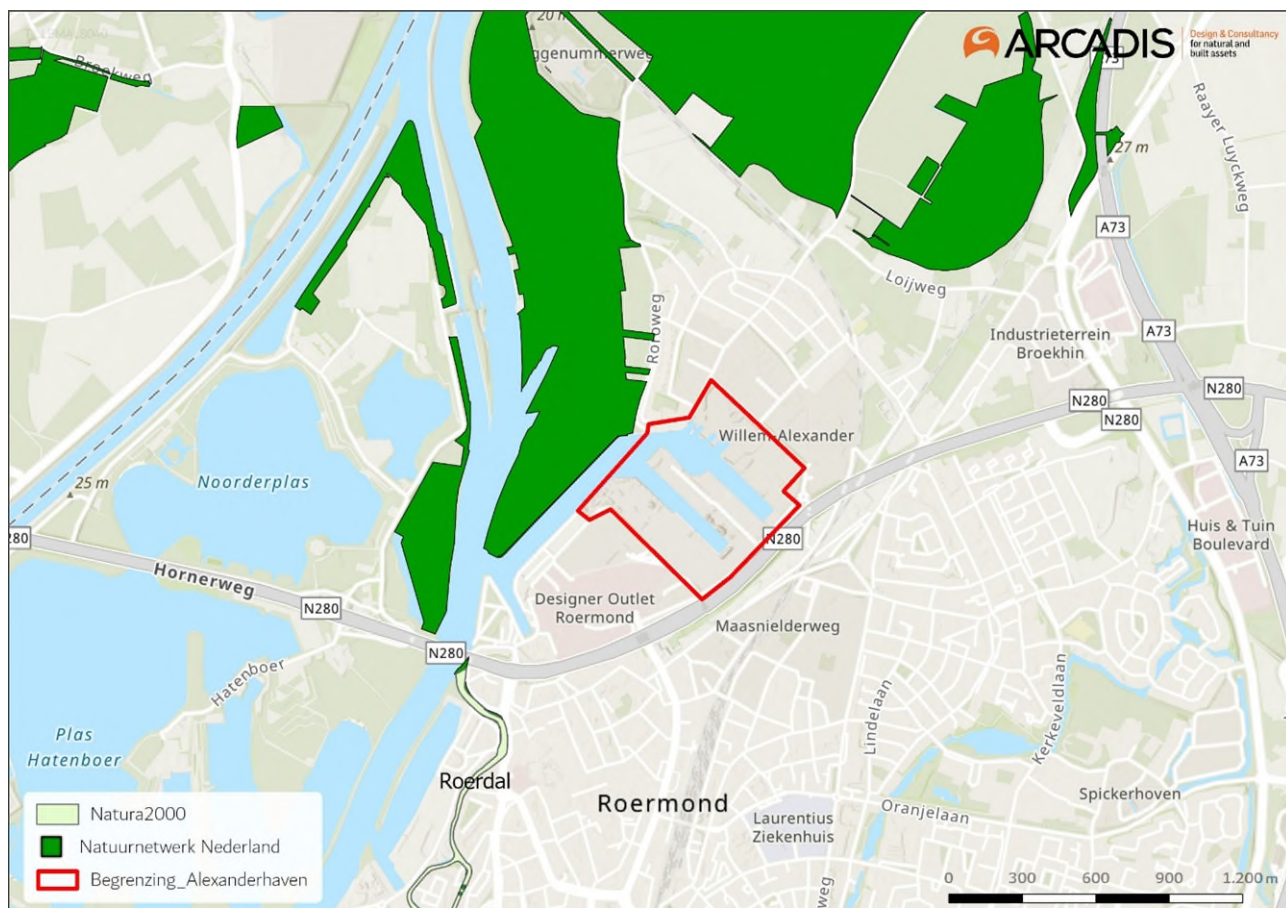 20 m
ggenummerweg
Broekweg
ARCADIS
Design & Consultancy
for natural and
built assets
A73
Raayer Luyckweg
27 m
A73
Loijweg
Roroweg
Industrieterrein
Broekhin
A73
N280
N280
N280
Willem-Alexander
A73
Noorderplas
25 m
N280
Huis & Tuin
Boulevard
N280
Hornerweg
N280
Designer Outlet
Roermond
Maasnielderweg
N280
Hatenboer
Lindelaan
Kerkeveldlaan
Plas
Hatenboer
Roerdal
Roermond
Spickerhoven
Oranjelaan
Laurentius
Ziekenhuis
weg
Natura2000
Natuurnetwerk Nederland
Begrenzing_Alexanderhaven
0 300 600 900 1.200 m